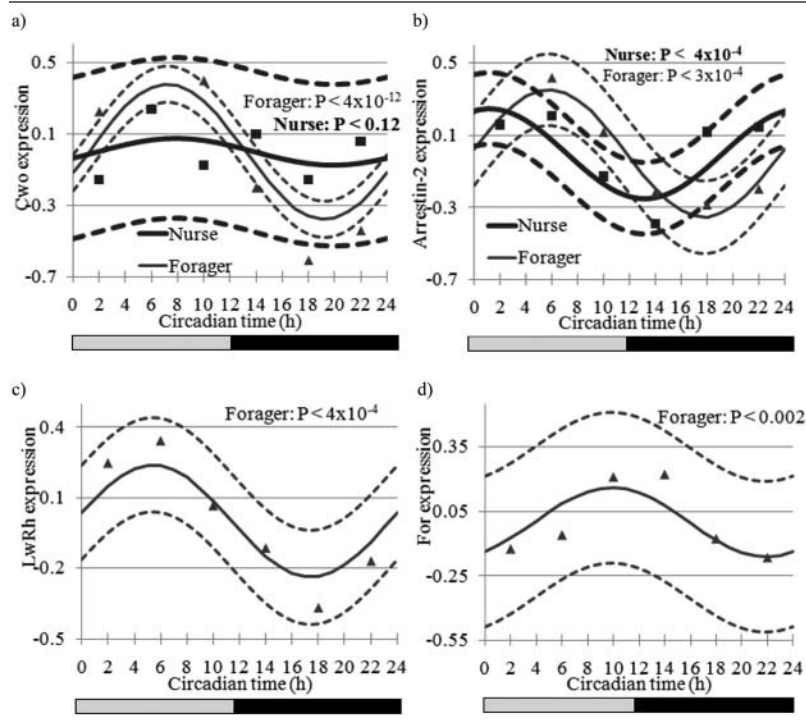 a)
Cwo expression
0.5
0.1
-0.3
-0.7
Forager: P < 4x10-12
Nurse: P < 0.12
Nurse
Forager
0 2 4 6 8 10 12 14 16 18 20 22 24
Circadian time (h)
b)
Arrestin-2 expression
0.5
0.1
-0.3
-0.7
Nurse: P < 4x10-4
Forager: P < 3x10-4
Nurse
Forager
0 2 4 6 8 10 12 14 16 18 20 22 24
Circadian time (h)
c)
LwRh expression
0.4
0.1
-0.2
-0.5
Forager: P < 4x10-4
0 2 4 6 8 10 12 14 16 18 20 22 24
Circadian time (h)
d)
For expression
0.35
0.05
-0.25
-0.55
Forager: P < 0.002
0 2 4 6 8 10 12 14 16 18 20 22 24
Circadian time (h)